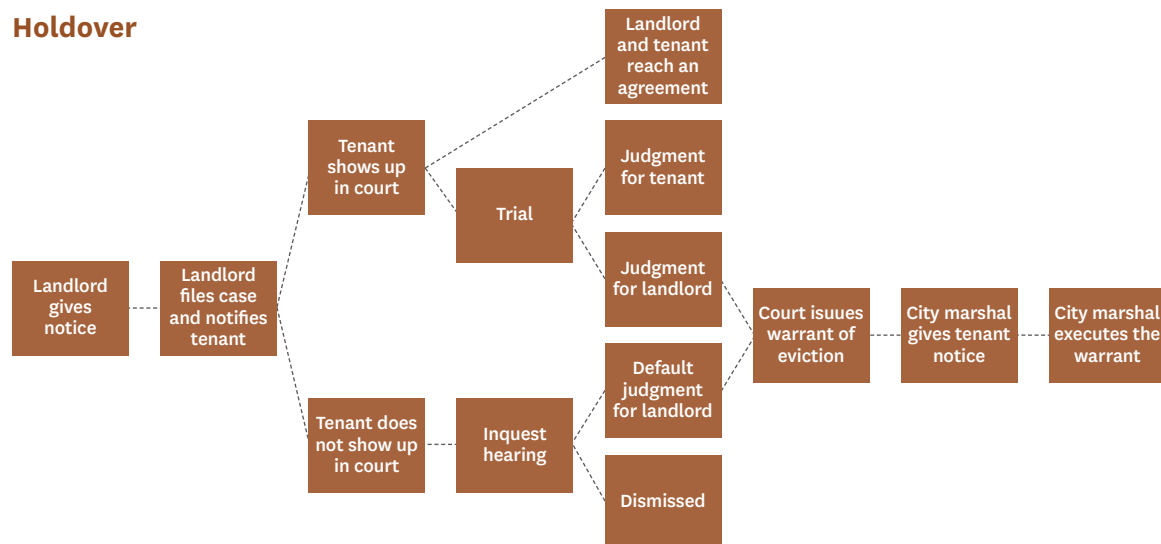 Holdover
Landlord
gives
notice
Landlord
files case
and notifies
tenant
Tenant
shows up
in court
Tenant does
not show up
in court
Trial
Inquest
hearing
Landlord
and tenant
reach an
agreement
Judgment
for tenant
Judgment
for landlord
Default
judgment
for landlord
Dismissed
Court isuues
warrant of
eviction
City marshal
gives tenant
notice
City marshal
executes the
warrant